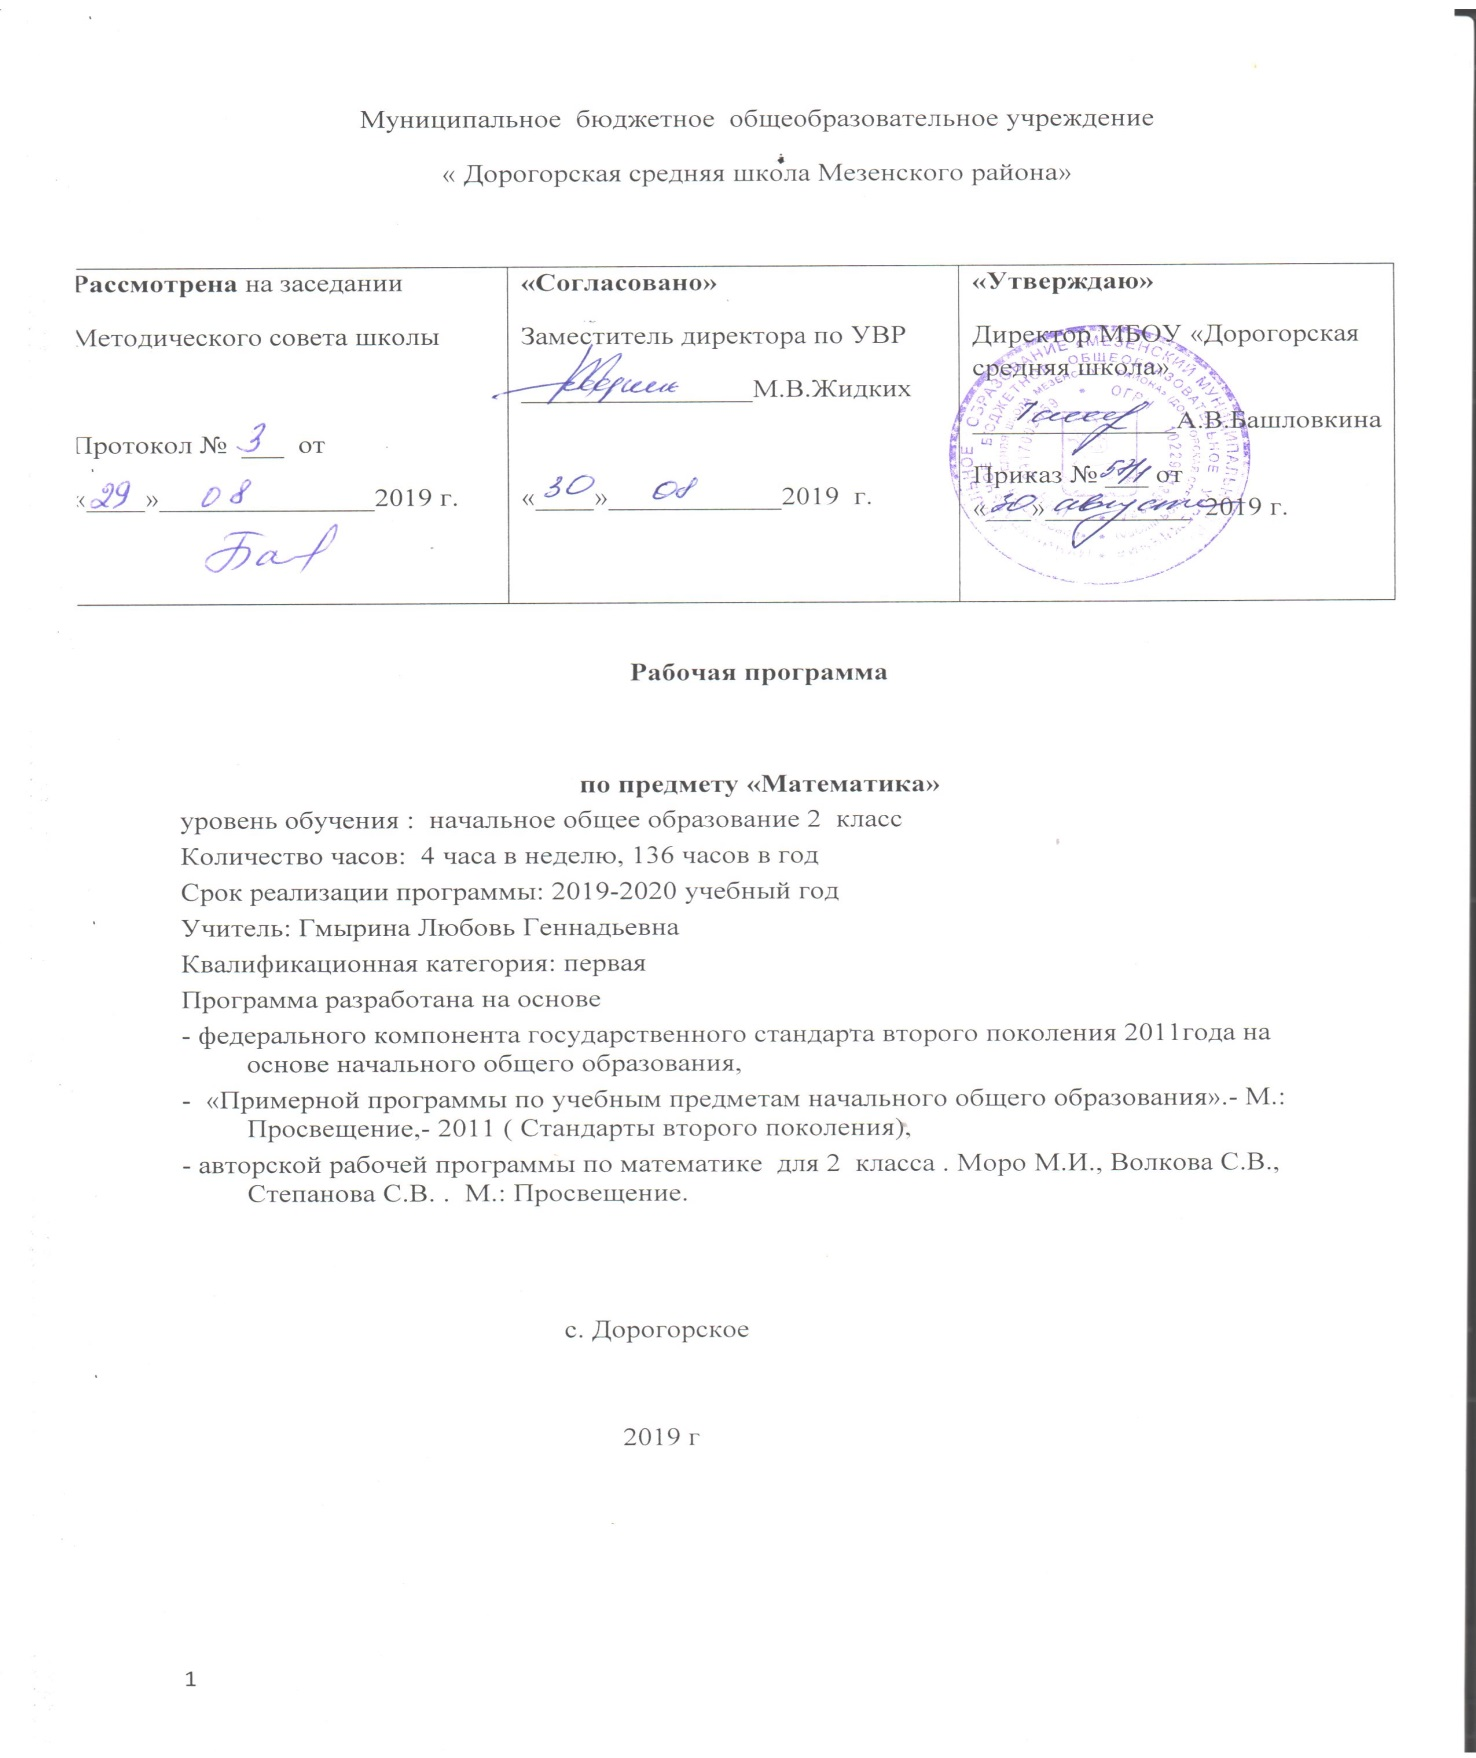 Муниципальное бюджетное общеобразовательное учреждение
« Дорогорская средняя школа Мезенского района»
Рассмотрена на заседании
Методического совета школы
Протокол № 3 от
«29» 08 2019 г.
«Согласовано»
Заместитель директора по УВР
М.В.Жидких
«30» 08 2019 г.
«Утверждаю»
Директор МБОУ «Дорогорская
средняя школа»
А.В.Башловкина
Приказ № от
«30» августа 2019 г.
Рабочая программа
по предмету «Математика»
уровень обучения : начальное общее образование 2 класс
Количество часов: 4 часа в неделю, 136 часов в год
Срок реализации программы: 2019-2020 учебный год
Учитель: Гмырина Любовь Геннадьевна
Квалификационная категория: первая
Программа разработана на основе
- федерального компонента государственного стандарта второго поколения 2011года на
основе начального общего образования,
- «Примерной программы по учебным предметам начального общего образования».- М.:
Просвещение,- 2011 ( Стандарты второго поколения),
- авторской рабочей программы по математике для 2 класса . Моро М.И., Волкова С.В.,
Степанова С.В. . М.: Просвещение.
с. Дорогорское
2019 г
1